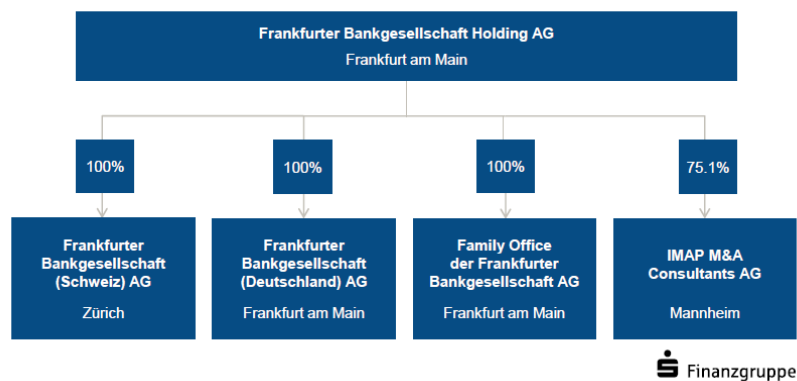 Frankfurter Bankgesellschaft Holding AG
Frankfurt am Main
100%
100%
100%
75.1%
Frankfurter
Bankgesellschaft
(Schweiz) AG
Zürich
Frankfurter
Bankgesellschaft
(Deutschland) AG
Frankfurt am Main
Family Office
der Frankfurter
Bankgesellschaft AG
Frankfurt am Main
IMAP M&A
Consultants AG
Mannheim
Finanzgruppe